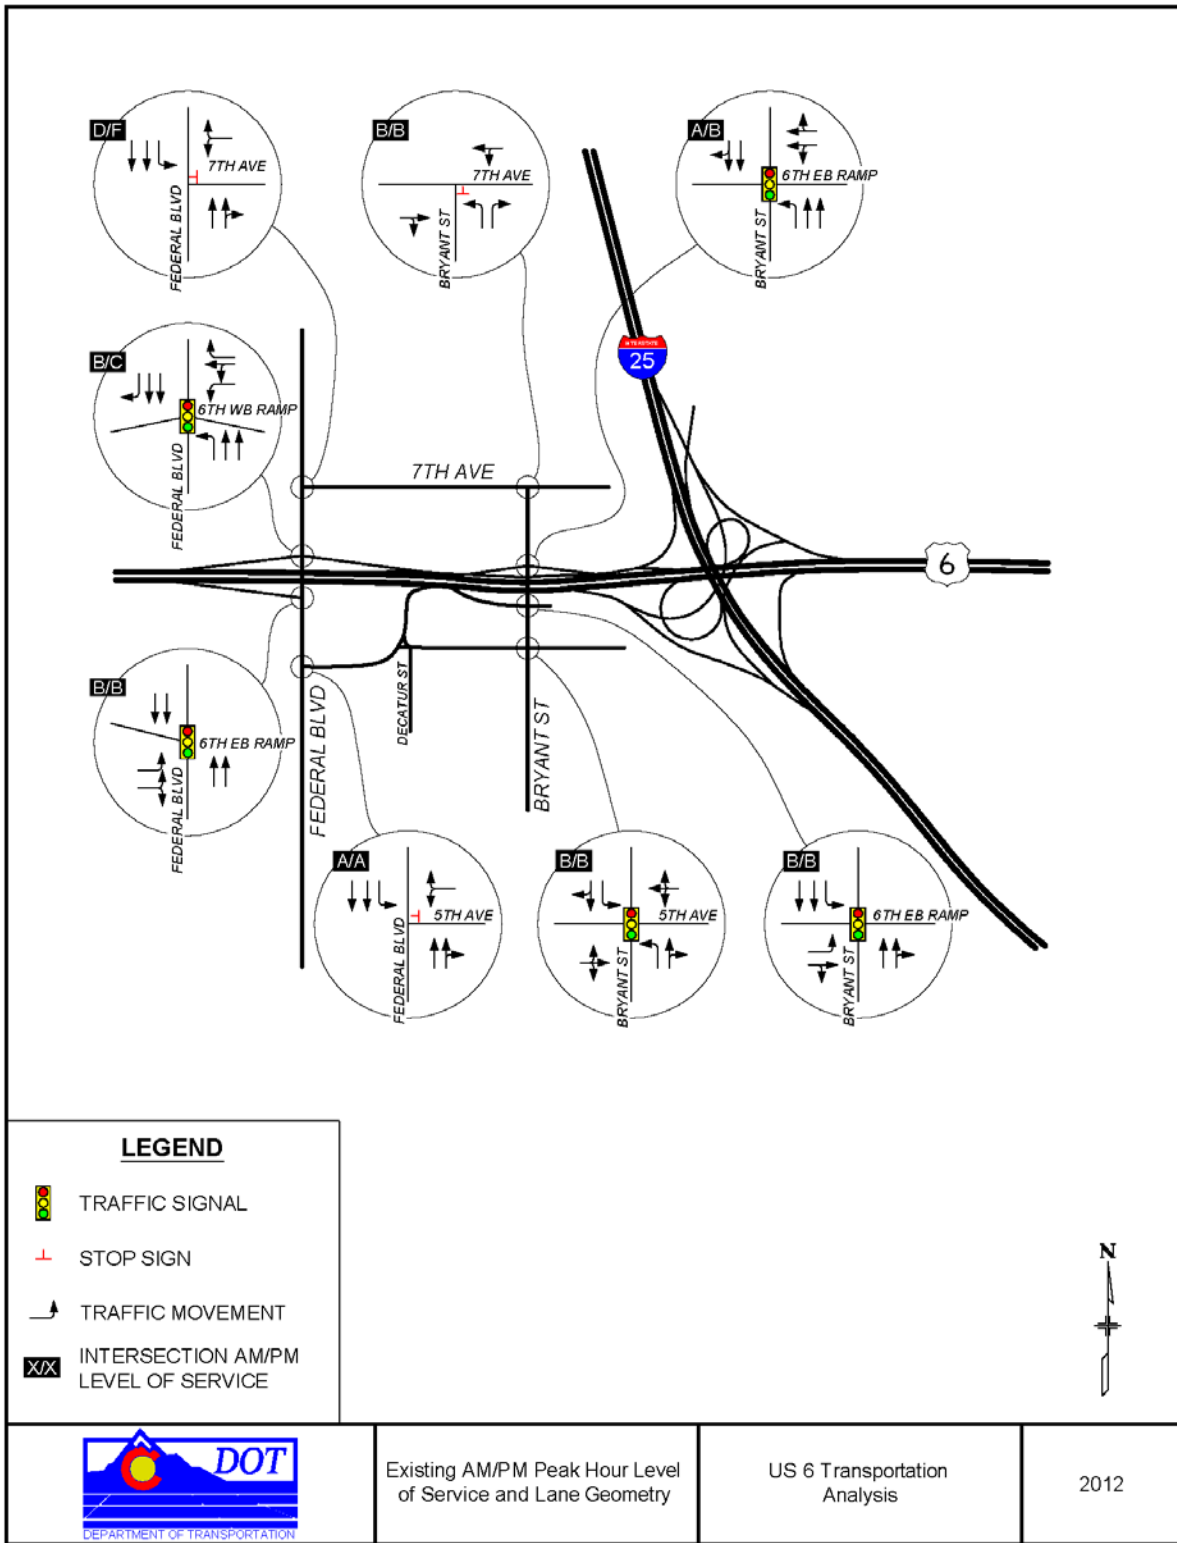 D/F
7TH AVE
FEDERAL BLVD
B/B
7TH AVE
BRYANT ST
A/B
6TH EB RAMP
BRYANT ST
INTERSTATE
25
B/C
6TH WB RAMP
FEDERAL BLVD
7TH AVE
6
B/B
6TH EB RAMP
FEDERAL BLVD
FEDERAL BLVD
DECATUR ST
BRYANT ST
A/A
5TH AVE
FEDERAL BLVD
B/B
5TH AVE
BRYANT ST
B/B
6TH EB RAMP
BRYANT ST
LEGEND
TRAFFIC SIGNAL
STOP SIGN
TRAFFIC MOVEMENT
X/X
INTERSECTION AM/PM
LEVEL OF SERVICE
N
C DOT
DEPARTMENT OF TRANSPORTATION
Existing AM/PM Peak Hour Level
of Service and Lane Geometry
US 6 Transportation
Analysis
2012